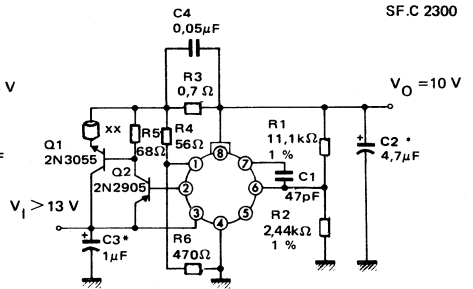 C4
0,05µF
SF.C 2300
V
R3
0,7 Ω
V_O = 10 V
Q1
2N3055
xx
R5
68Ω
R4
56Ω
R1
11,1kΩ
1 %
C2 *
4,7µF
+
=
Q2
2N2905
C1
47pF
1
2
3
4
5
6
7
8
V_I > 13 V
R2
2,44kΩ
1 %
+
C3*
1µF
R6
470Ω